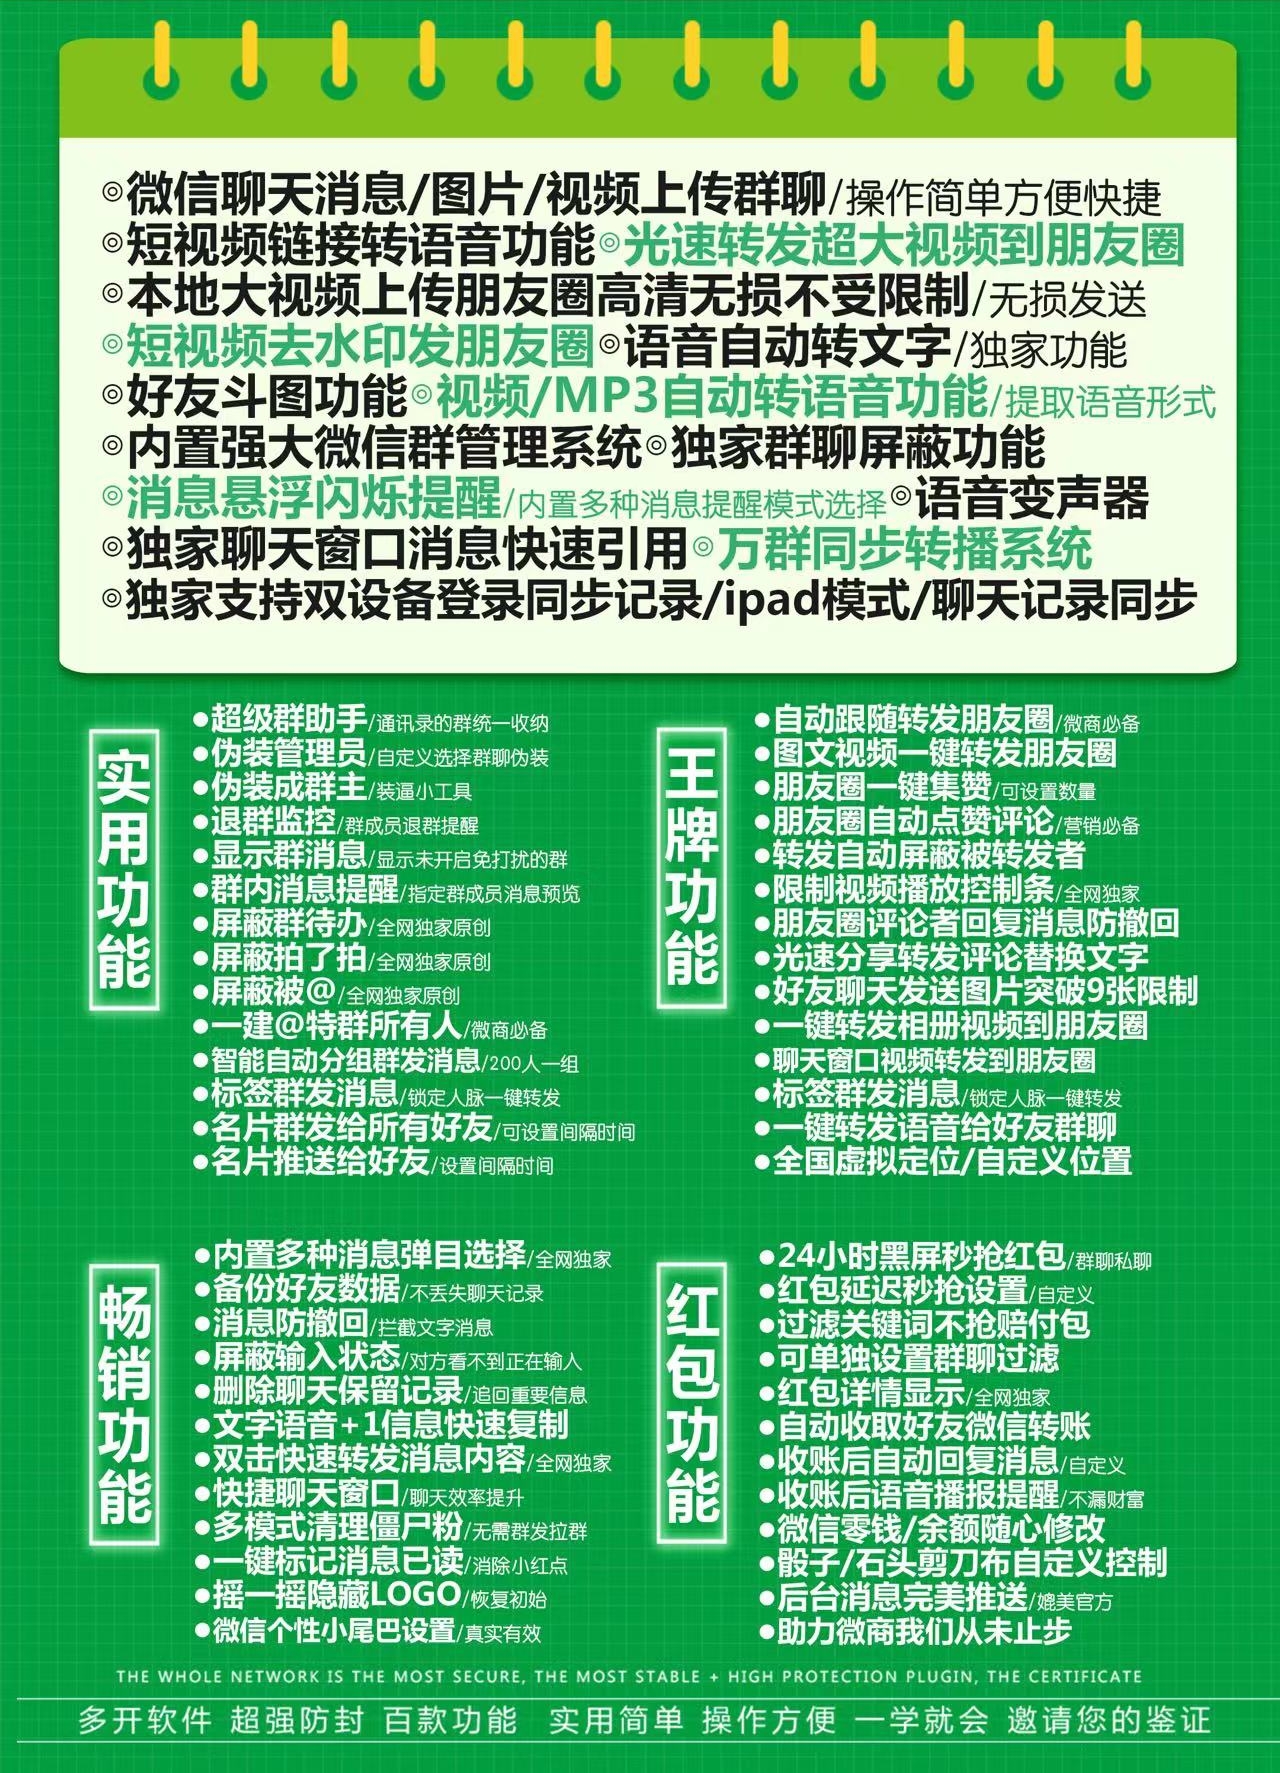 ◎微信聊天消息/图片/视频上传群聊/操作简单方便快捷
◎短视频链接转语音功能◎光速转发超大视频到朋友圈
◎本地大视频上传朋友圈高清无损不受限制/无损发送
◎短视频去水印发朋友圈◎语音自动转文字/独家功能
◎好友斗图功能◎视频/MP3自动转语音功能/提取语音形式
◎内置强大微信群管理系统◎独家群聊屏蔽功能
◎消息悬浮闪烁提醒/内置多种消息提醒模式选择◎语音变声器
◎独家聊天窗口消息快速引用◎万群同步转播系统
◎独家支持双设备登录同步记录/ipad模式/聊天记录同步
实用功能
●超级群助手/通讯录的群统一收纳
●伪装管理员/自定义选择群聊伪装
●伪装成群主/装逼小工具
●退群监控/群成员退群提醒
●显示群消息/显示未开启免打扰的群
●群内消息提醒/指定群成员消息预览
●屏蔽群待办/全网独家原创
●屏蔽拍了拍/全网独家原创
●屏蔽被@/全网独家原创
●一建@特群所有人/微商必备
●智能自动分组群发消息/200人一组
●标签群发消息/锁定人脉一键转发
●名片群发给所有好友/可设置间隔时间
●名片推送给好友/设置间隔时间
王牌功能
●自动跟随转发朋友圈/微商必备
●图文视频一键转发朋友圈
●朋友圈一键集赞/可设置数量
●朋友圈自动点赞评论/营销必备
●转发自动屏蔽被转发者
●限制视频播放控制条/全网独家
●朋友圈评论者回复消息防撤回
●光速分享转发评论替换文字
●好友聊天发送图片突破9张限制
●一键转发相册视频到朋友圈
●聊天窗口视频转发到朋友圈
●标签群发消息/锁定人脉一键转发
●一键转发语音给好友群聊
●全国虚拟定位/自定义位置
畅销功能
●内置多种消息弹目选择/全网独家
●备份好友数据/不丢失聊天记录
●消息防撤回/拦截文字消息
●屏蔽输入状态/对方看不到正在输人
●删除聊天保留记录/追回重要信息
●文字语音+1信息快速复制
●双击快速转发消息内容/全网独家
●快捷聊天窗口/聊天效率提升
●多模式清理僵尸粉/无需群发拉群
●一键标记消息已读/消除小红点
●摇一摇隐藏LOGO/恢复初始
●微信个性小尾巴设置/真实有效
红包功能
●24小时黑屏秒抢红包/群聊私聊
●红包延迟秒抢设置/自定义
●过滤关键词不抢赔付包
●可单独设置群聊过滤
●红包详情显示/全网独家
●自动收取好友微信转账
●收账后自动回复消息/自定义
●收账后语音播报提醒/不漏财富
●微信零钱/余额随心修改
●骰子/石头剪刀布自定义控制
●后台消息完美推送/媲美官方
●助力微商我们从未止步
THE WHOLE NETWORK IS THE MOST SECURE, THE MOST STABLE + HIGH PROTECTION PLUGIN, THE CERTIFICATE
多开软件 超强防封 百款功能 实用简单 操作方便 一学就会 邀请您的鉴证